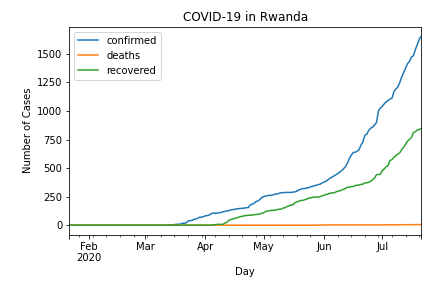 COVID-19 in Rwanda
confirmed
deaths
recovered
Number of Cases
1500
1250
1000
750
500
250
0
Feb Mar Apr May Jun Jul
2020
Day